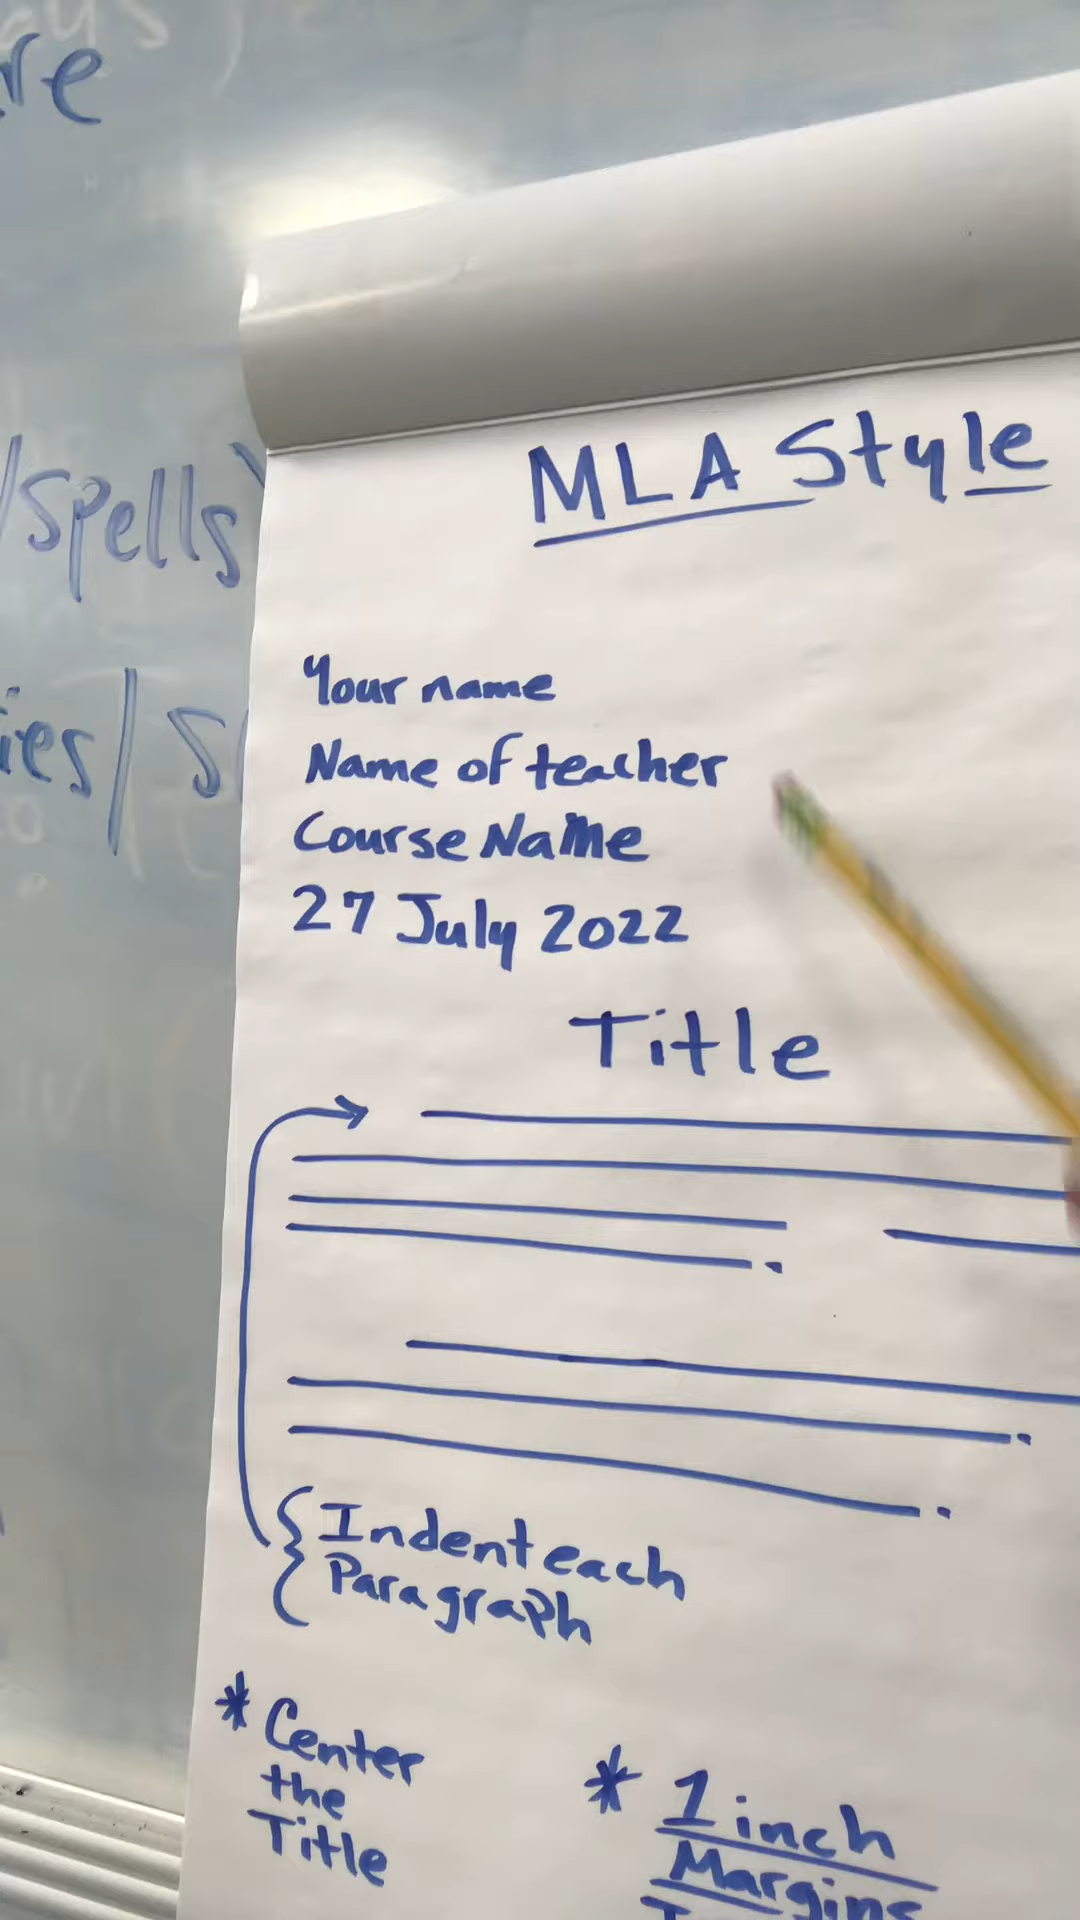 re
/spells
ies/s
MLA Style
Your name
Name of teacher
Course Name
27 July 2022
Title
Indent each
Paragraph
* Center
the
Title
* 1 inch
Margins